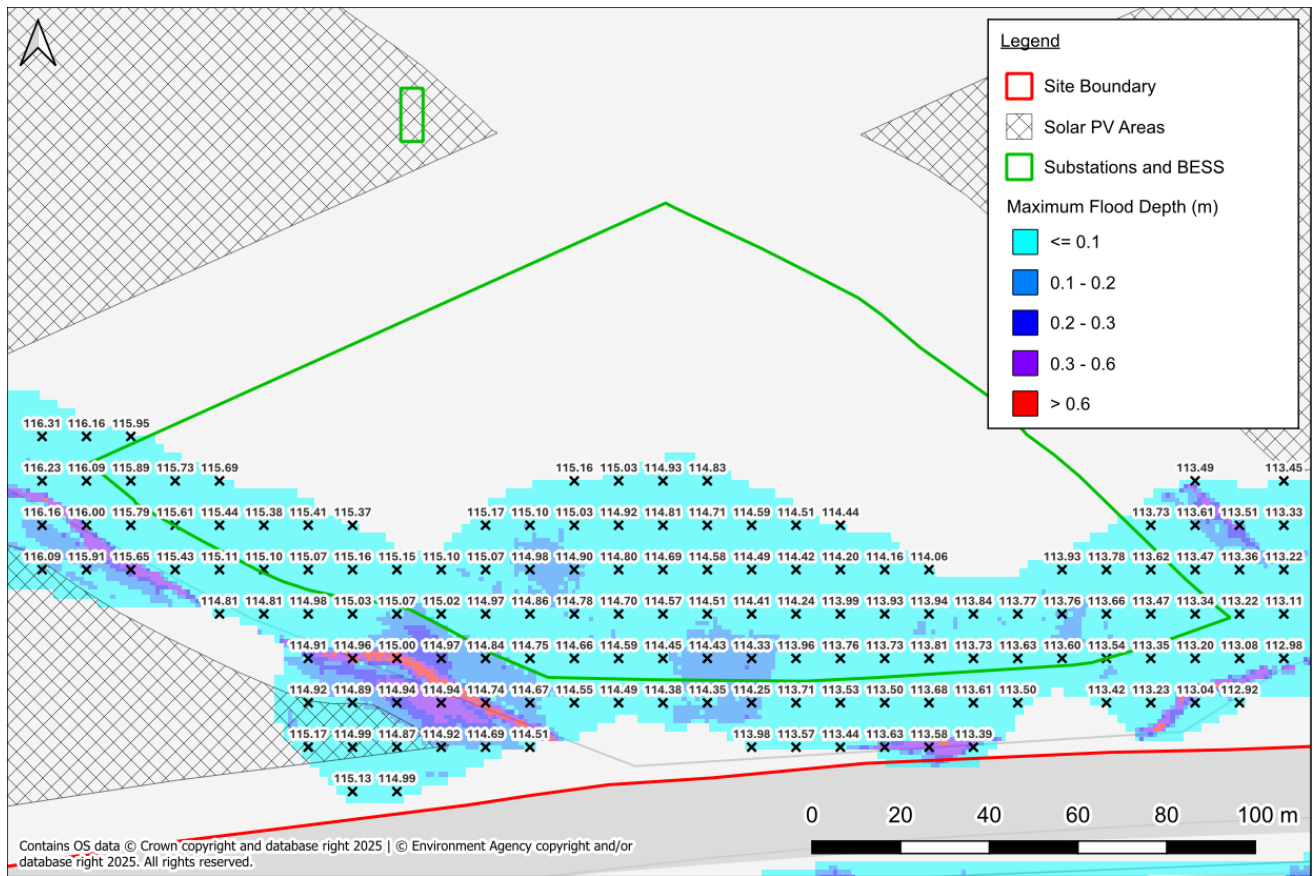 Legend
Site Boundary
Solar PV Areas
Substations and BESS
Maximum Flood Depth (m)
<= 0.1
0.1 - 0.2
0.2 - 0.3
0.3 - 0.6
> 0.6
116.31 116.16 115.95
116.23 116.09 115.89 115.73 115.69 115.16 115.03 114.93 114.83 113.49 113.45
116.16 116.00 115.79 115.61 115.44 115.38 115.41 115.37 115.17 115.10 115.03 114.92 114.81 114.71 114.59 114.51 114.44 113.73 113.61 113.51 113.33
116.09 115.91 115.65 115.43 115.11 115.10 115.07 115.16 115.15 115.10 115.07 114.98 114.90 114.80 114.69 114.58 114.49 114.42 114.20 114.16 114.06 113.93 113.78 113.62 113.47 113.36 113.22
114.81 114.81 114.98 115.03 115.07 115.02 114.97 114.86 114.78 114.70 114.57 114.51 114.41 114.24 113.99 113.93 113.94 113.84 113.77 113.76 113.66 113.47 113.34 113.22 113.11
114.91 114.96 115.00 114.97 114.84 114.75 114.66 114.59 114.45 114.43 114.33 113.96 113.76 113.73 113.81 113.73 113.63 113.60 113.54 113.35 113.20 113.08 112.98
114.92 114.89 114.94 114.94 114.74 114.67 114.55 114.49 114.38 114.35 114.25 113.71 113.53 113.50 113.68 113.61 113.50 113.42 113.23 113.04 112.92
115.17 114.99 114.87 114.92 114.69 114.51 113.98 113.57 113.44 113.63 113.58 113.39
115.13 114.99
0 20 40 60 80 100 m
Contains OS data © Crown copyright and database right 2025 | © Environment Agency copyright and/or
database right 2025. All rights reserved.